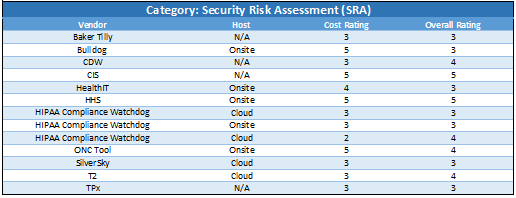 Category: Security Risk Assessment (SRA)
Vendor Host Cost Rating Overall Rating
Baker Tilly N/A 3 3
Bulldog Onsite 5 3
CDW N/A 3 4
CIS N/A 5 5
HealthIT Onsite 4 3
HHS Onsite 5 5
HIPAA Compliance Watchdog Cloud 3 3
HIPAA Compliance Watchdog Onsite 3 3
HIPAA Compliance Watchdog Cloud 2 4
ONC Tool Onsite 5 4
SilverSky Cloud 3 3
T2 Cloud 3 4
TPx N/A 3 3